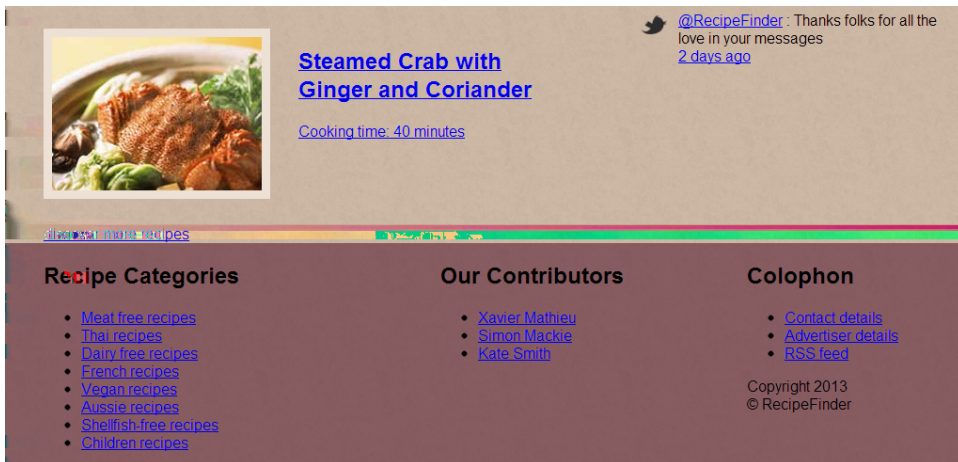 Steamed Crab with
Ginger and Coriander
Cooking time: 40 minutes
@RecipeFinder : Thanks folks for all the
love in your messages
2 days ago
more recipes
Recipe Categories
Meat free recipes
Thai recipes
Dairy free recipes
French recipes
Vegan recipes
Aussie recipes
Shellfish-free recipes
Children recipes
Our Contributors
Xavier Mathieu
Simon Mackie
Kate Smith
Colophon
Contact details
Advertiser details
RSS feed
Copyright 2013
© RecipeFinder